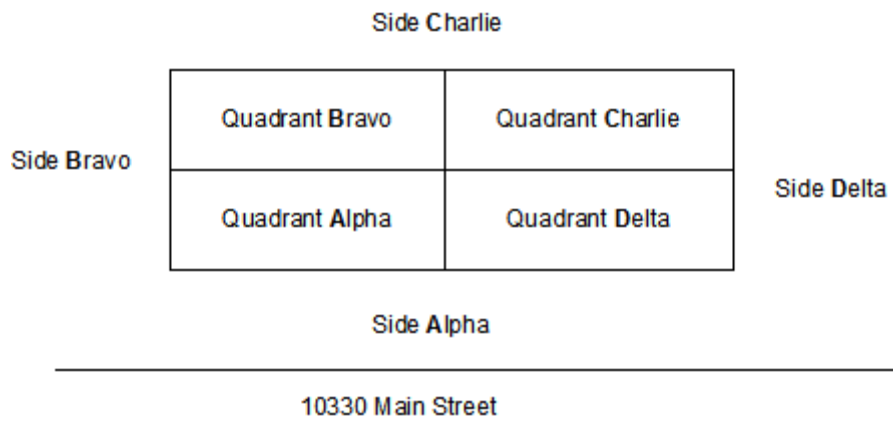 Side Charlie
Quadrant Bravo Quadrant Charlie
Side Bravo
Side Delta
Quadrant Alpha Quadrant Delta
Side Alpha
10330 Main Street